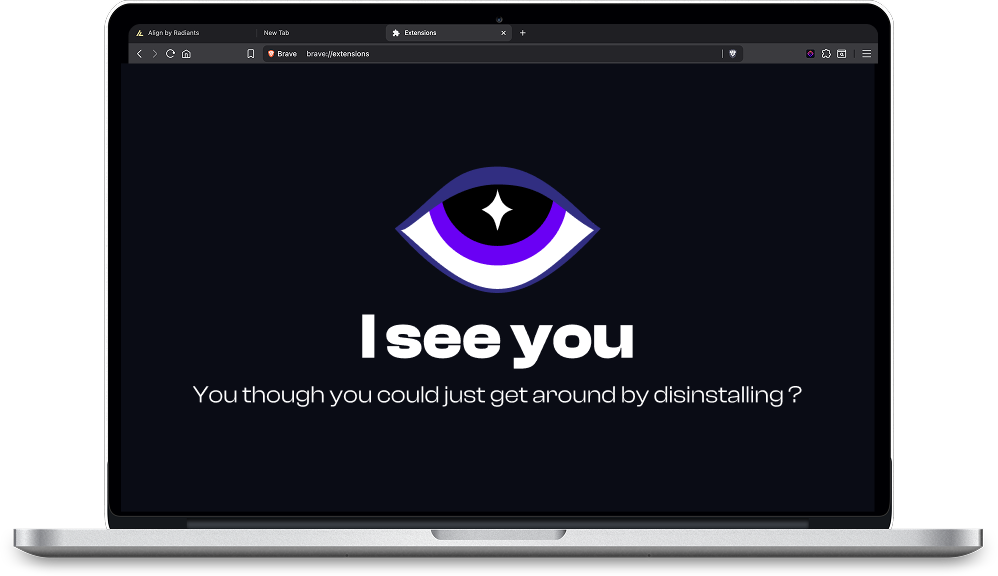 Align by Radiants
New Tab
Extensions
Brave
brave://extensions
I see you
You though you could just get around by disinstalling ?